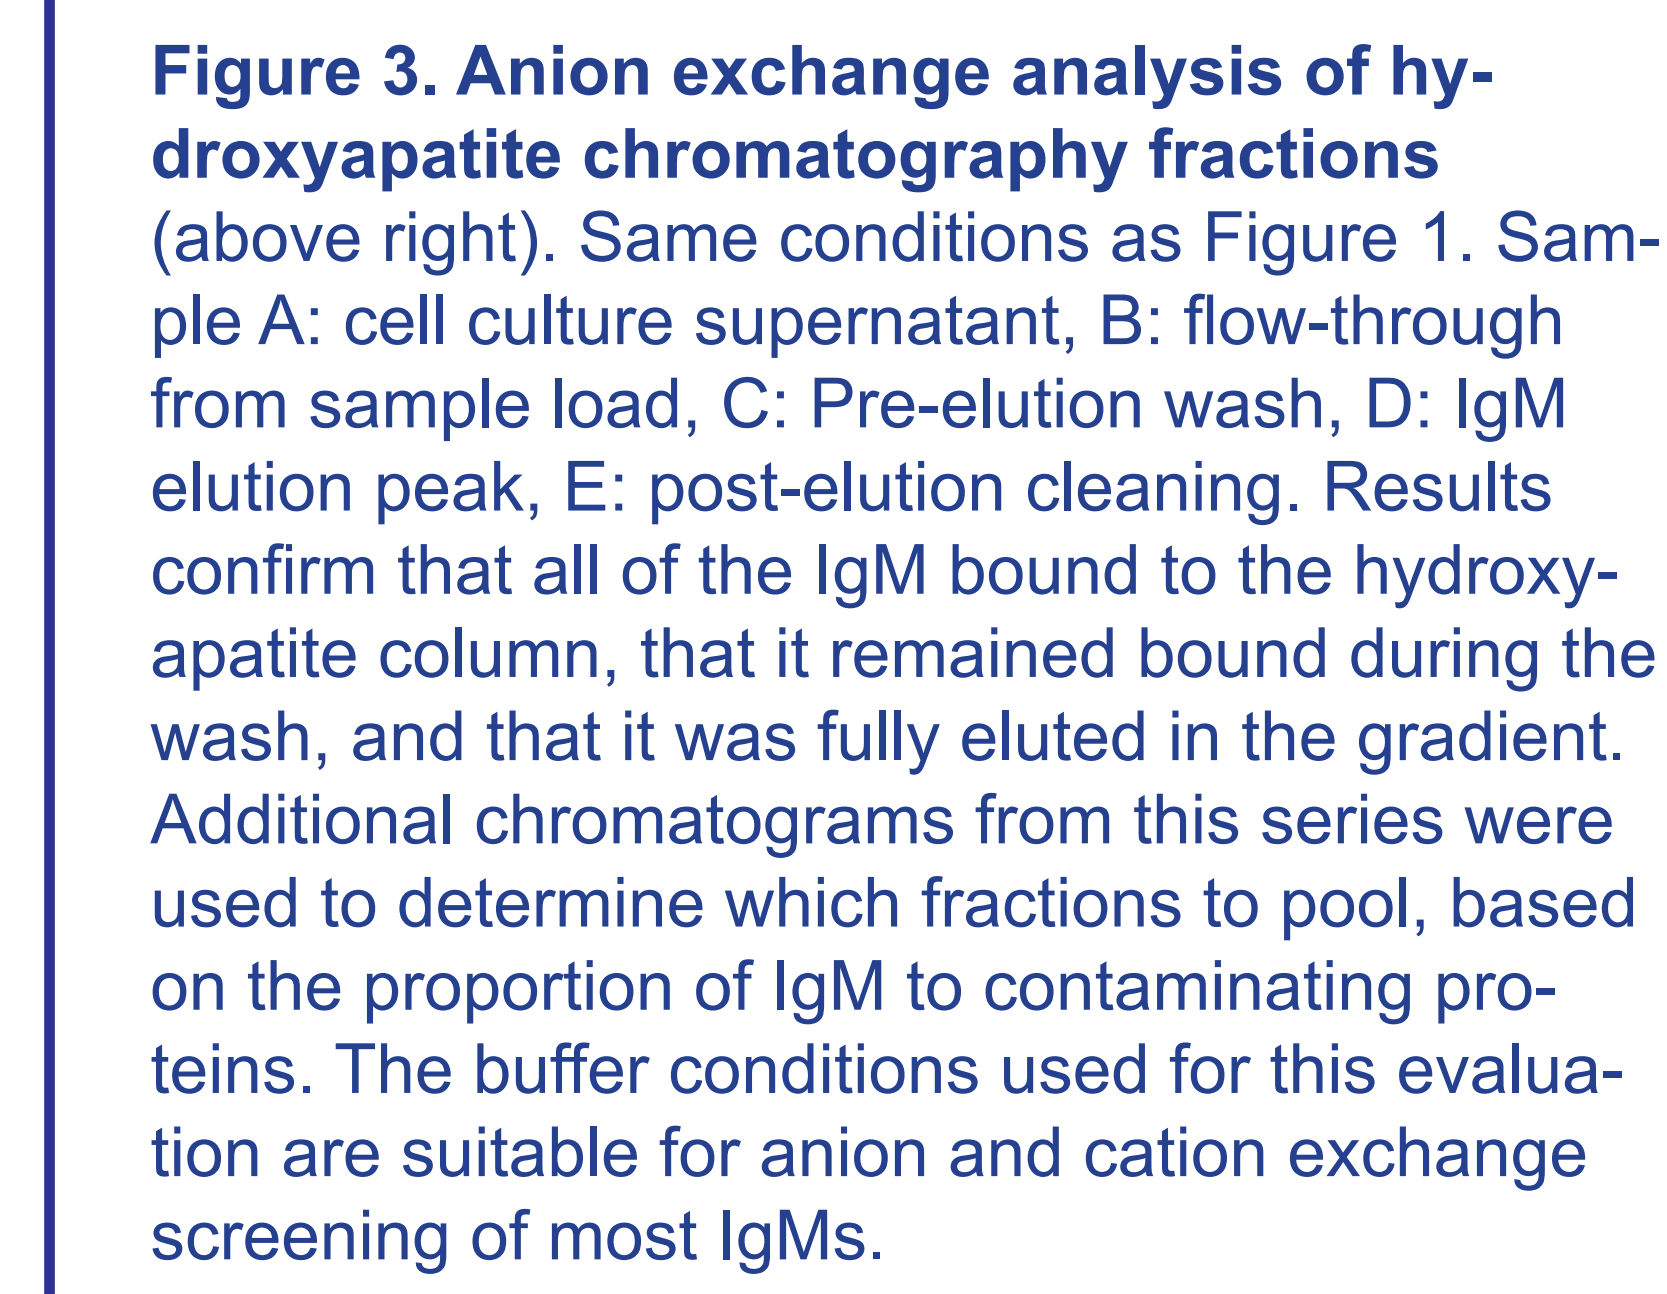 Figure 3. Anion exchange analysis of hy-
droxyapatite chromatography fractions
(above right). Same conditions as Figure 1. Sam-
ple A: cell culture supernatant, B: flow-through
from sample load, C: Pre-elution wash, D: IgM
elution peak, E: post-elution cleaning. Results
confirm that all of the IgM bound to the hydroxy-
apatite column, that it remained bound during the
wash, and that it was fully eluted in the gradient.
Additional chromatograms from this series were
used to determine which fractions to pool, based
on the proportion of IgM to contaminating pro-
teins. The buffer conditions used for this evalua-
tion are suitable for anion and cation exchange
screening of most IgMs.